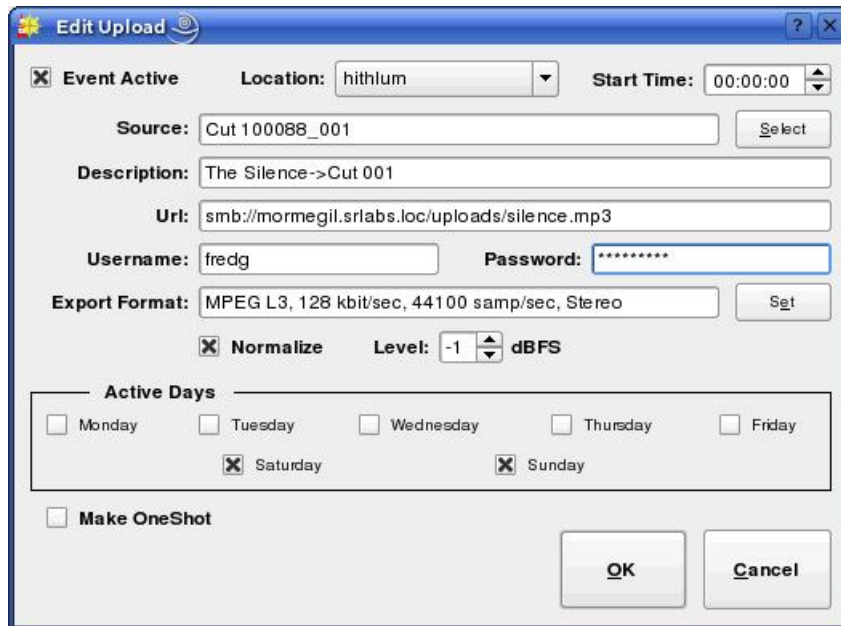 Edit Upload
Event Active Location: hithlum Start Time: 00:00:00
Source: Cut 100088_001 Select
Description: The Silence->Cut 001
Url: smb://mormegil.srlabs.loc/uploads/silence.mp3
Username: fredg Password: *********
Export Format: MPEG L3, 128 kbit/sec, 44100 samp/sec, Stereo Set
Normalize Level: -1 dBFS
Active Days
Monday Tuesday Wednesday Thursday Friday
Saturday Sunday
Make OneShot
OK Cancel